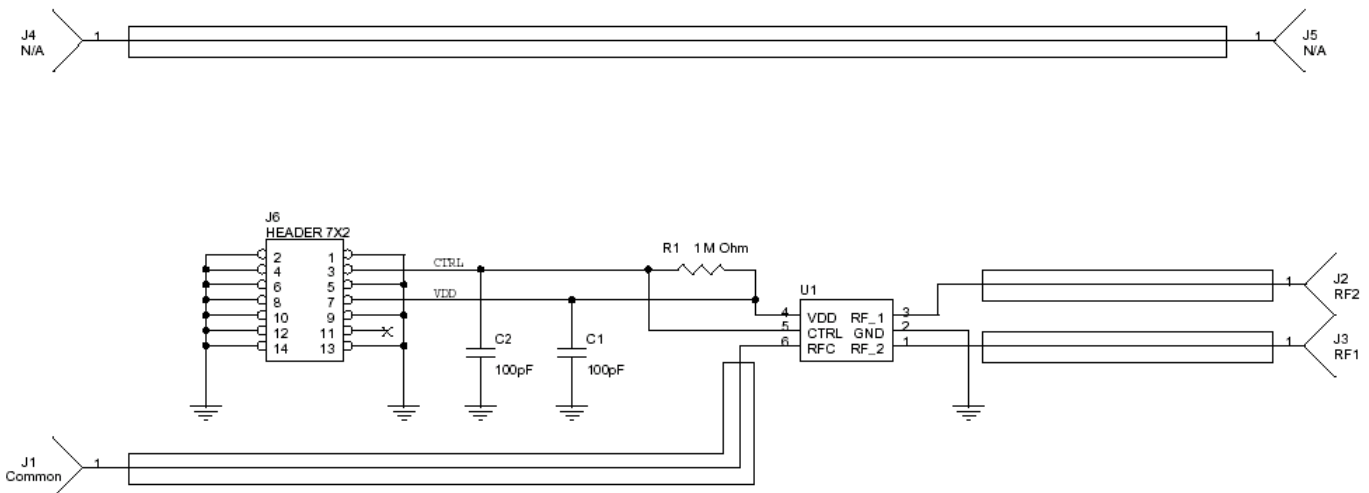 J4
N/A
1
1
J5
N/A
J6
HEADER 7X2
2 1
4 3
6 5
8 7
10 9
12 11
14 13
CTRL
VDD
R1 1 M Ohm
C2
100pF
C1
100pF
U1
4 VDD RF_1 3
5 CTRL GND 2
6 RFC RF_2 1
1
J2
RF2
1
J3
RF1
J1
Common
1